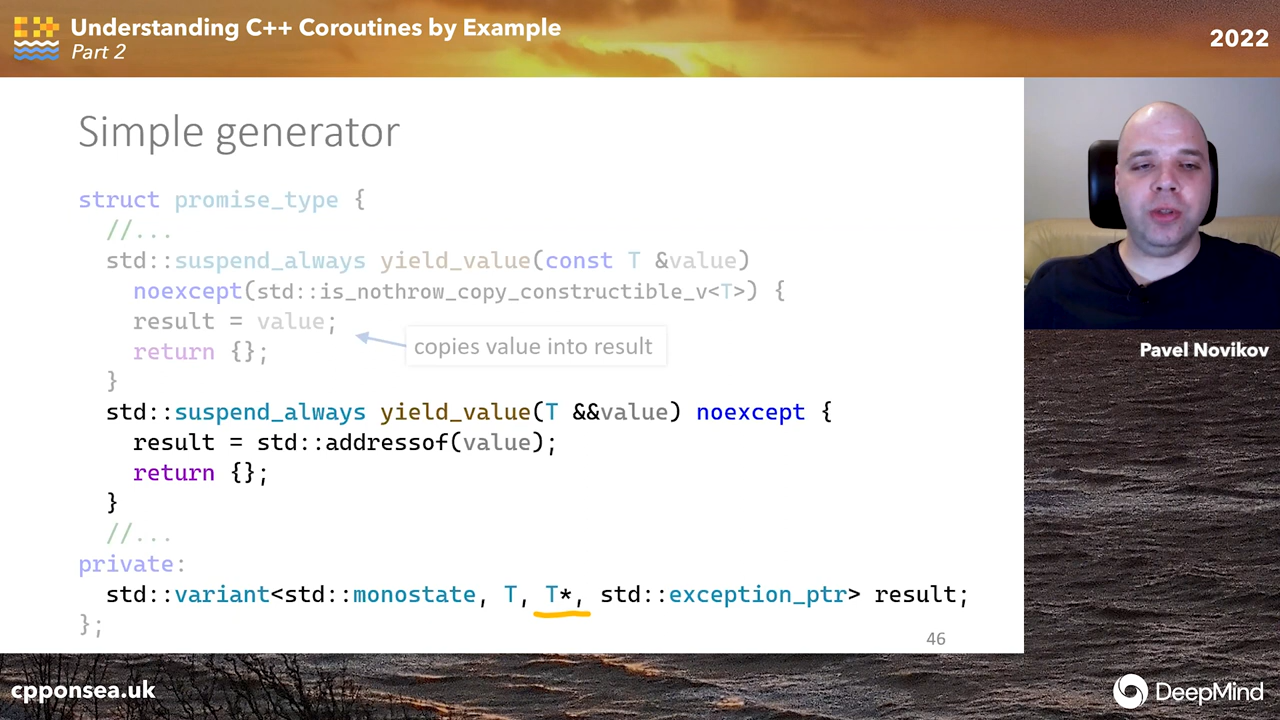 Understanding C++ Coroutines by Example
Part 2
2022
Simple generator
struct promise_type {
//...
std::suspend_always yield_value(const T &value)
noexcept(std::is_nothrow_copy_constructible_v<T>) {
result = value;
copies value into result
return {};
}
std::suspend_always yield_value(T &&value) noexcept {
result = std::addressof(value);
return {};
}
//...
private:
std::variant<std::monostate, T, T*, std::exception_ptr> result;
};
46
Pavel Novikov
cpponsea.uk
DeepMind